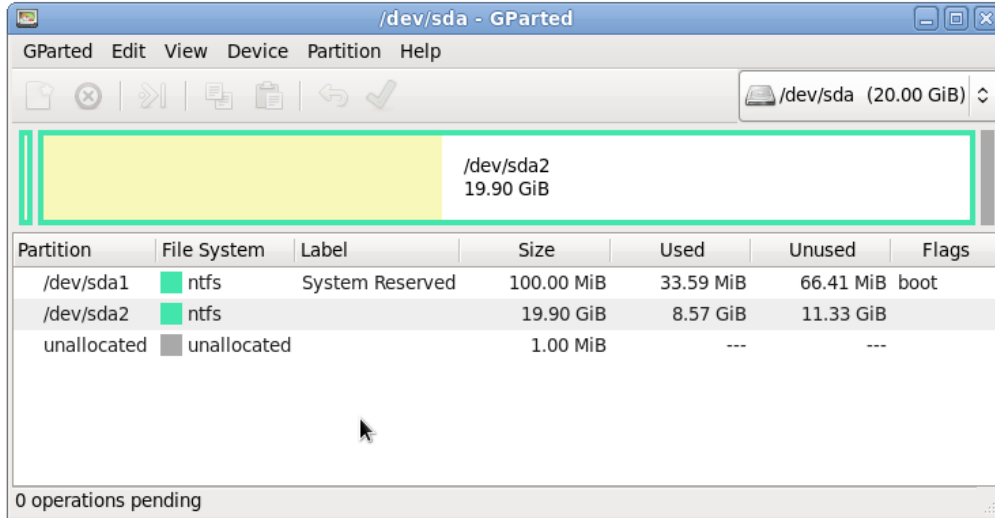 /dev/sda - GParted
GParted Edit View Device Partition Help
/dev/sda (20.00 GiB)
/dev/sda2
19.90 GiB
Partition File System Label Size Used Unused Flags
/dev/sda1 ntfs System Reserved 100.00 MiB 33.59 MiB 66.41 MiB boot
/dev/sda2 ntfs 19.90 GiB 8.57 GiB 11.33 GiB
unallocated unallocated 1.00 MiB --- ---
0 operations pending